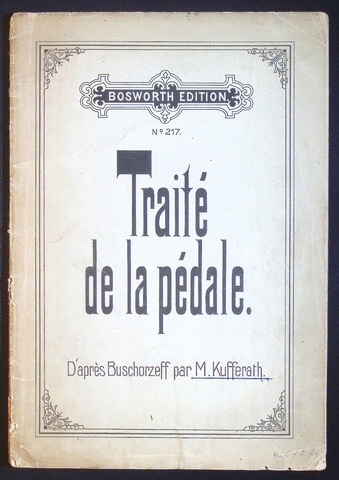 BOSWORTH EDITION.
Nº 217.
Traité
de la pédale.
D'après Buschorzeff par M. Kufferath.